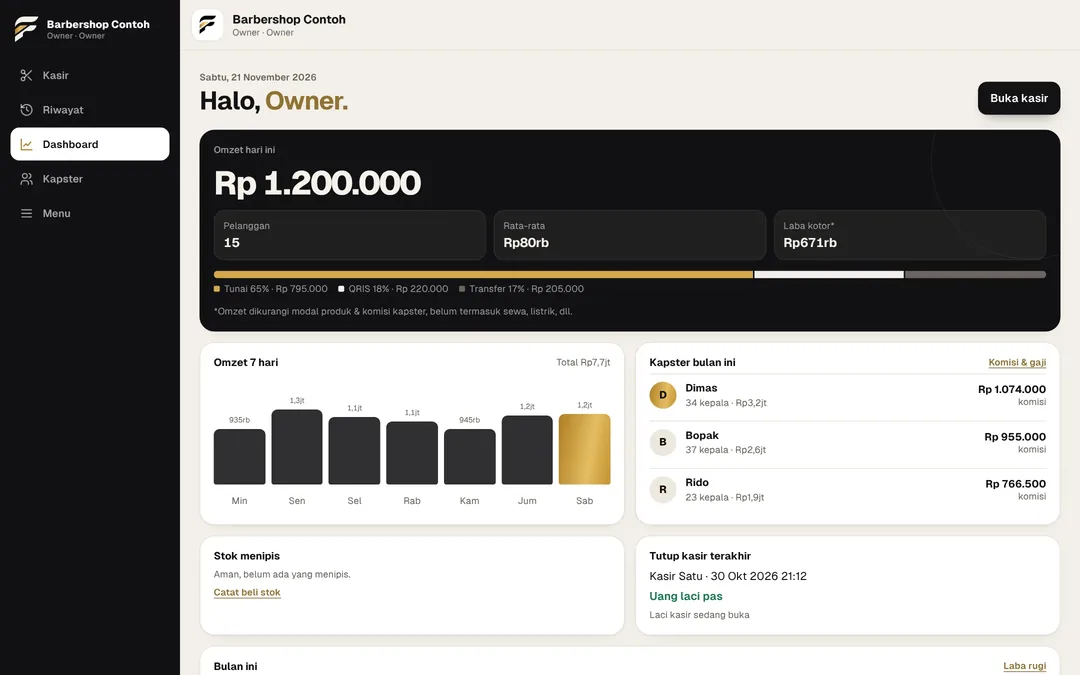 Barbershop Contoh
Owner · Owner
Kasir
Riwayat
Dashboard
Kapster
Menu
Barbershop Contoh
Owner · Owner
Sabtu, 21 November 2026
Halo, Owner.
Buka kasir
Omzet hari ini
Rp 1.200.000
Pelanggan
15
Rata-rata
Rp80rb
Laba kotor*
Rp671rb
Tunai 65% · Rp 795.000 QRIS 18% · Rp 220.000 Transfer 17% · Rp 205.000
*Omzet dikurangi modal produk & komisi kapster, belum termasuk sewa, listrik, dll.
Omzet 7 hari Total Rp7,7jt
935rb 1,3jt 1,1jt 1,1jt 945rb 1,2jt 1,2jt
Min Sen Sel Rab Kam Jum Sab
Kapster bulan ini Komisi & gaji
D Dimas Rp 1.074.000
34 kepala · Rp3,2jt komisi
B Bopak Rp 955.000
37 kepala · Rp2,6jt komisi
R Rido Rp 766.500
23 kepala · Rp1,9jt komisi
Stok menipis
Aman, belum ada yang menipis.
Catat beli stok
Tutup kasir terakhir
Kasir Satu · 30 Okt 2026 21:12
Uang laci pas
Laci kasir sedang buka
Bulan ini Laba rugi